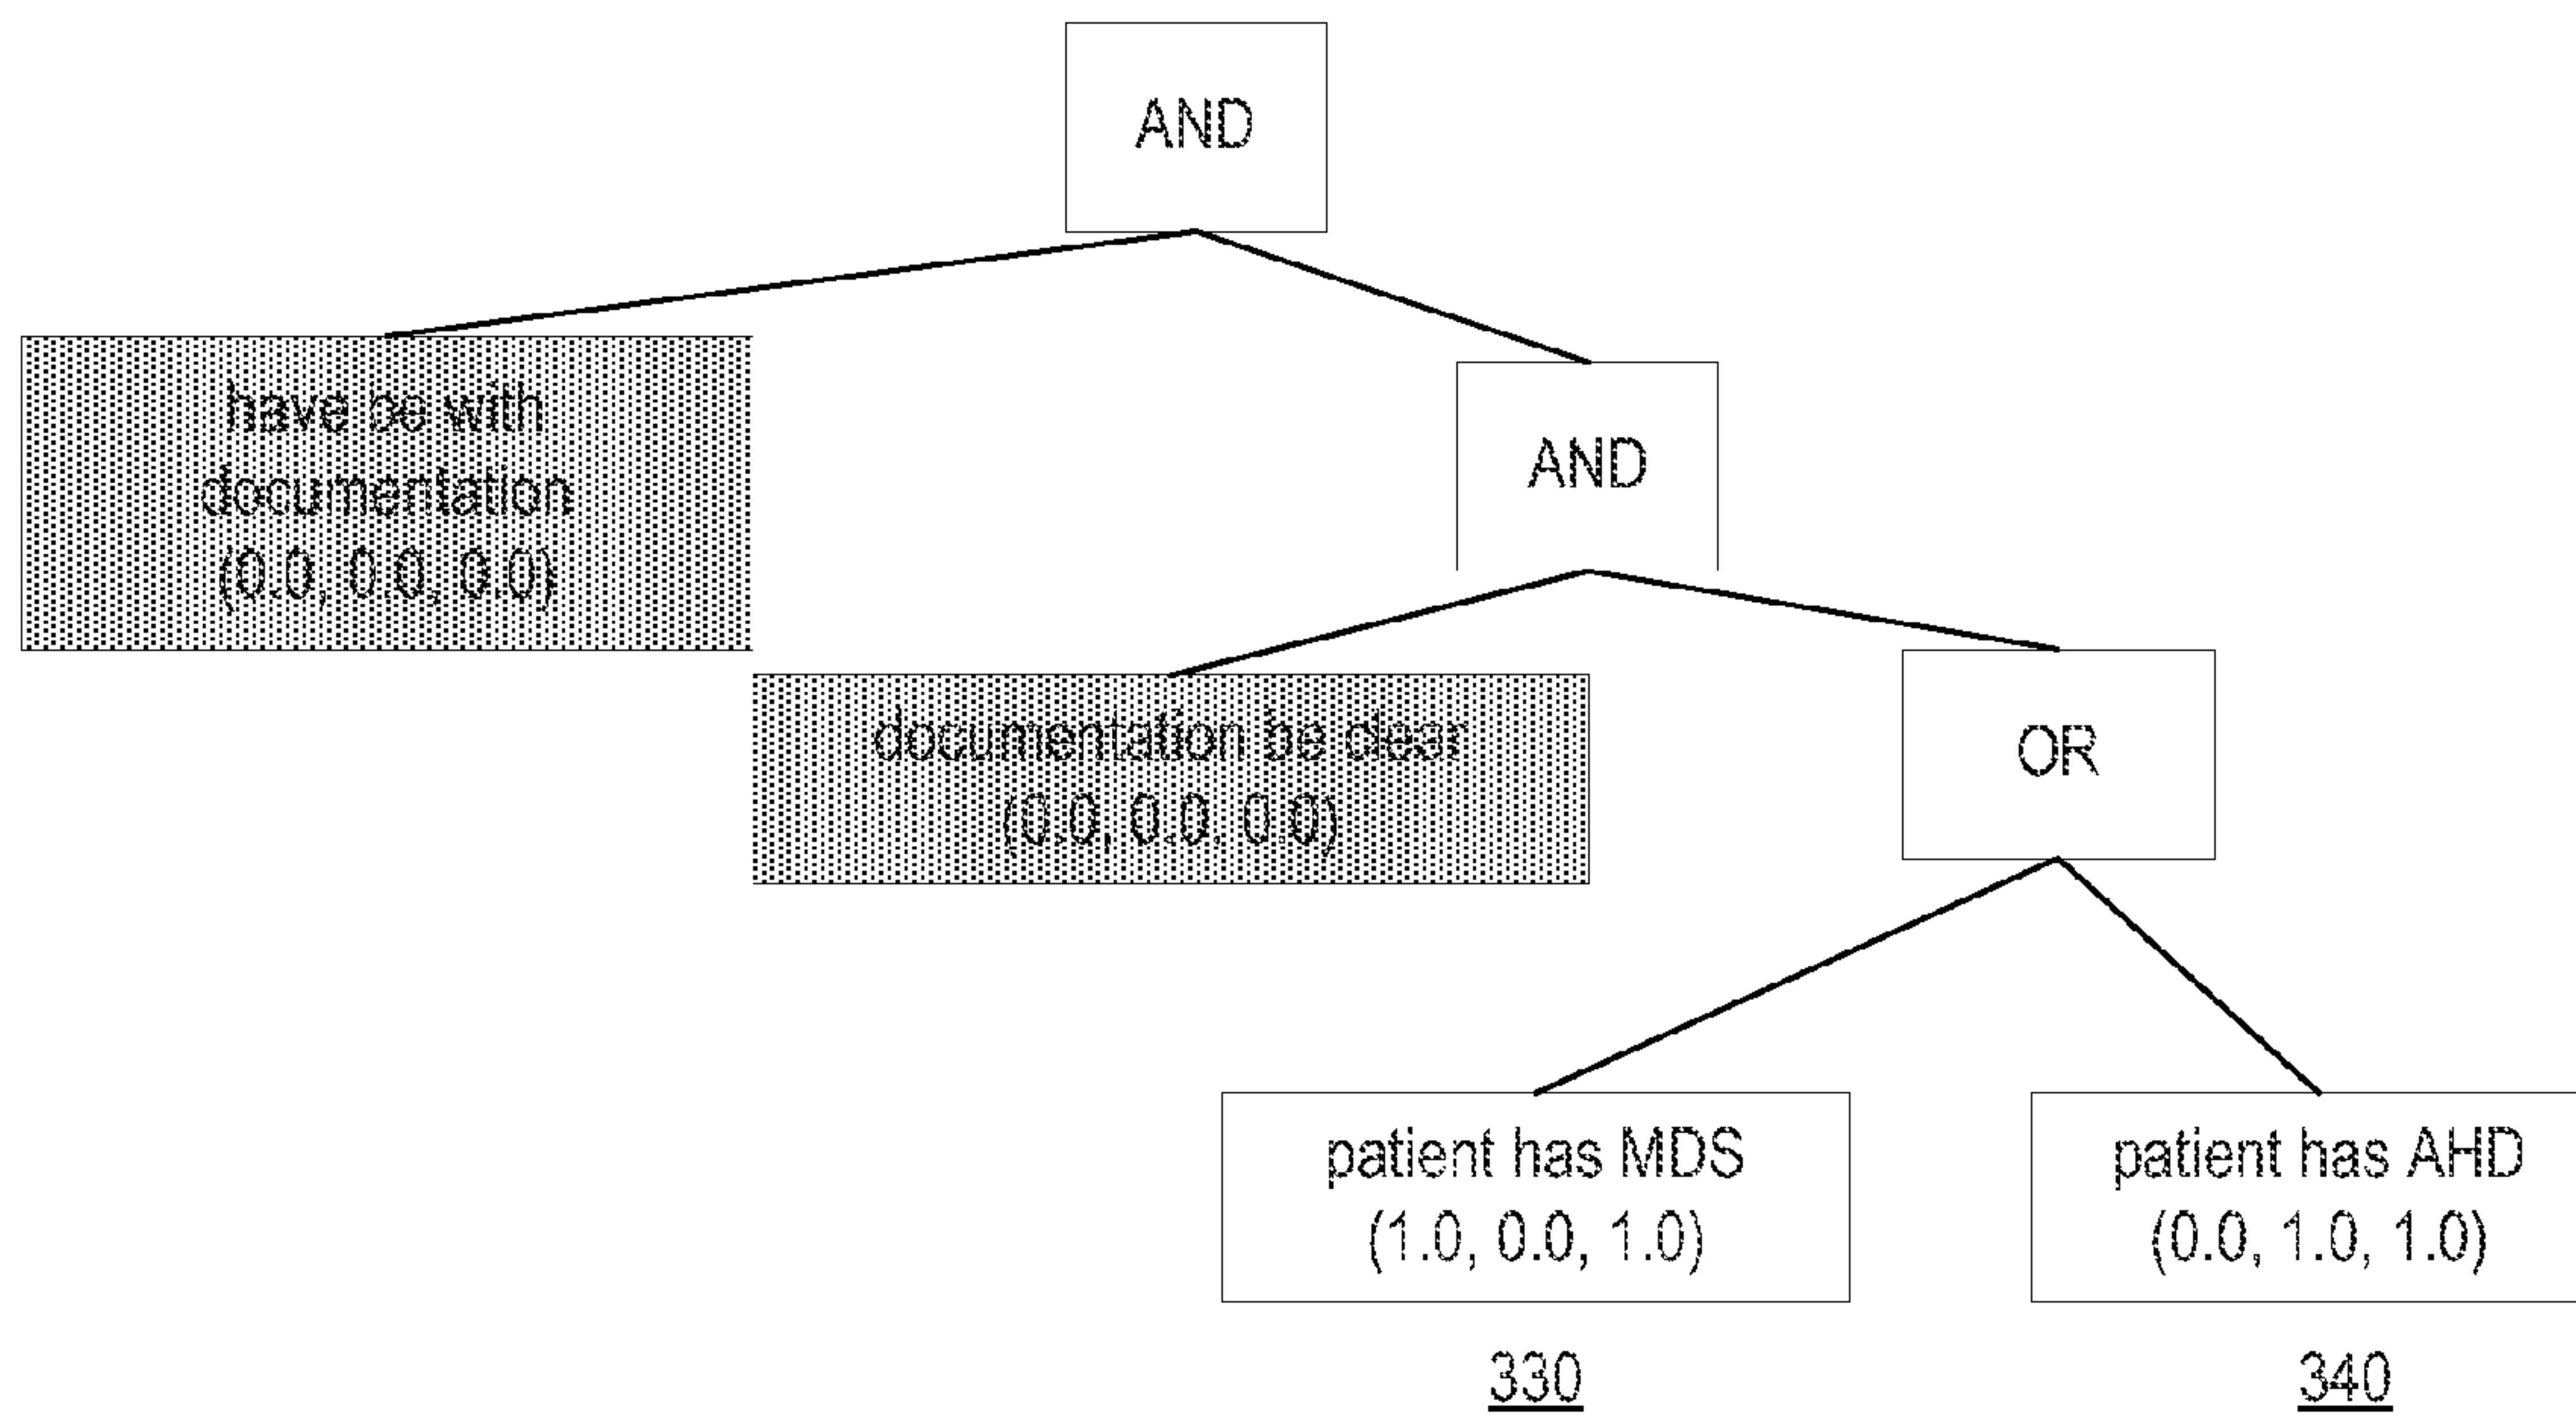 AND
have be with
documentation
(0.0, 0.0, 0.0)
AND
documentation be clear
(0.0, 0.0, 0.0)
OR
patient has MDS
(1.0, 0.0, 1.0)
patient has AHD
(0.0, 1.0, 1.0)
330
340